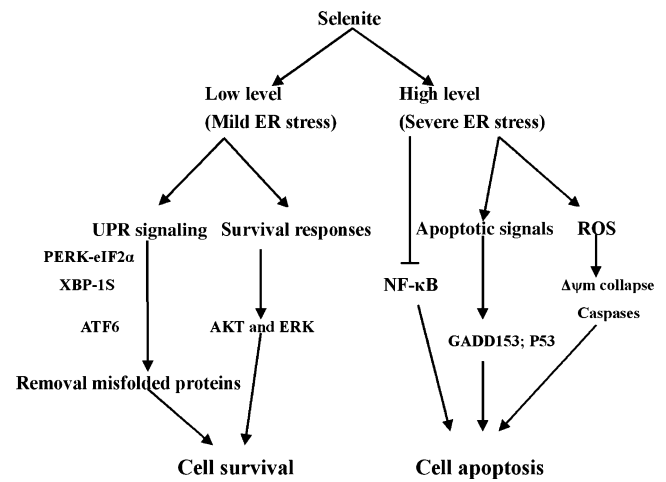 Selenite
Low level
(Mild ER stress)
High level
(Severe ER stress)
UPR signaling
PERK-eIF2α
XBP-1S
ATF6
Removal misfolded proteins
Survival responses
AKT and ERK
Cell survival
NF-κB
Apoptotic signals
GADD153; P53
ROS
Δψm collapse
Caspases
Cell apoptosis